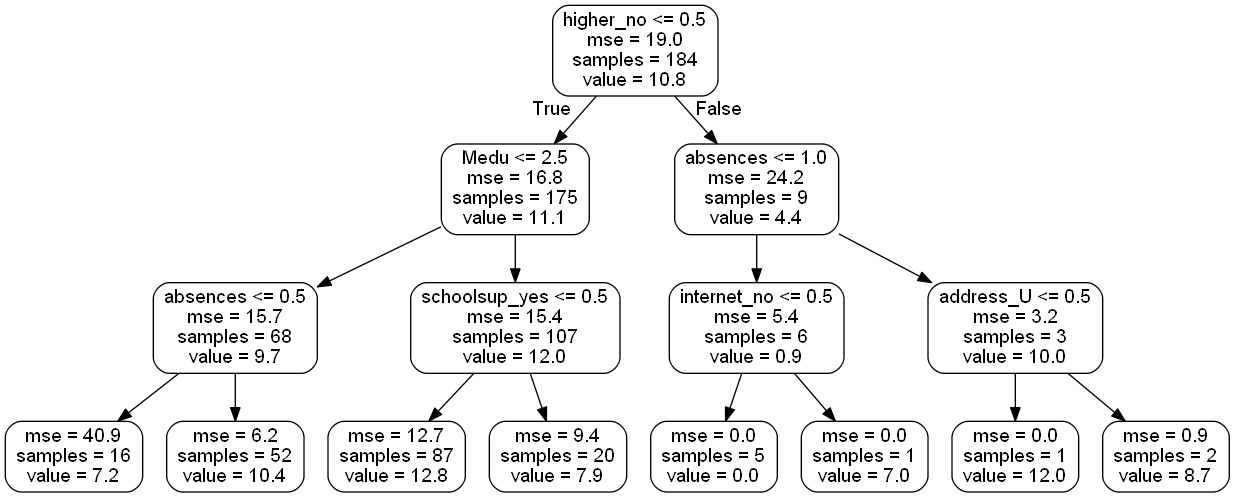 higher_no <= 0.5
mse = 19.0
samples = 184
value = 10.8
True
False
Medu <= 2.5
mse = 16.8
samples = 175
value = 11.1
absences <= 1.0
mse = 24.2
samples = 9
value = 4.4
absences <= 0.5
mse = 15.7
samples = 68
value = 9.7
schoolsup_yes <= 0.5
mse = 15.4
samples = 107
value = 12.0
internet_no <= 0.5
mse = 5.4
samples = 6
value = 0.9
address_U <= 0.5
mse = 3.2
samples = 3
value = 10.0
mse = 40.9
samples = 16
value = 7.2
mse = 6.2
samples = 52
value = 10.4
mse = 12.7
samples = 87
value = 12.8
mse = 9.4
samples = 20
value = 7.9
mse = 0.0
samples = 5
value = 0.0
mse = 0.0
samples = 1
value = 7.0
mse = 0.0
samples = 1
value = 12.0
mse = 0.9
samples = 2
value = 8.7